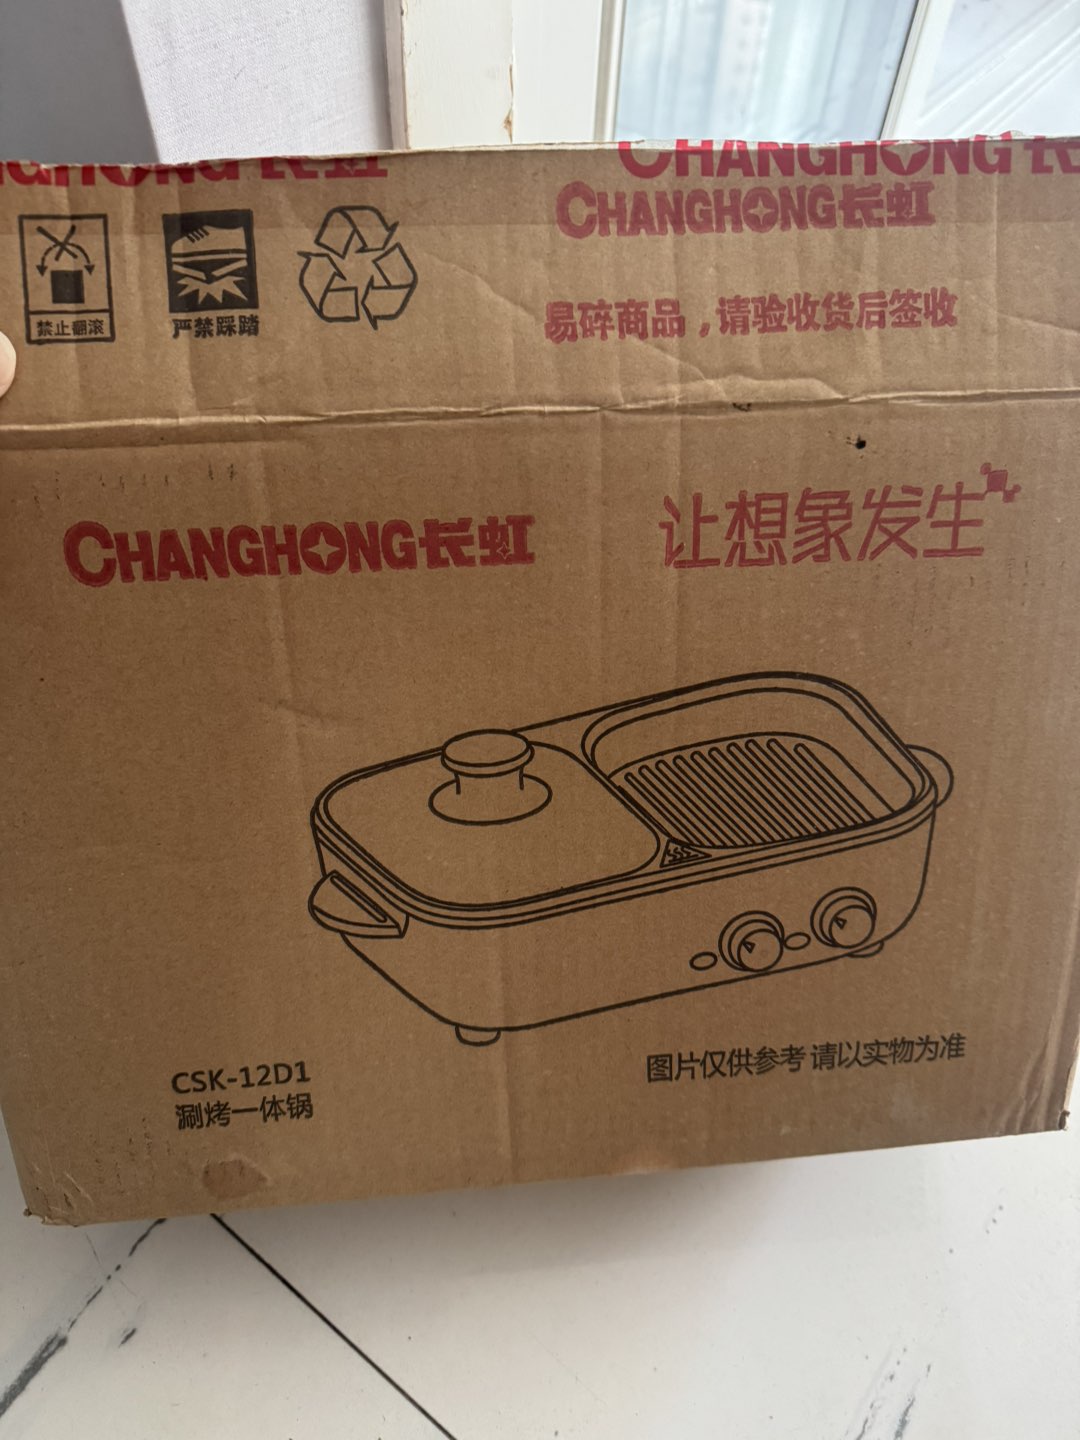 CHANGHONG 长虹
CHANGHONG长
CHANGHONG长虹
禁止翻滚
严禁踩踏
易碎商品,请验收货后签收
CHANGHONG长虹
让想象发生
CSK-12D1
涮烤一体锅
图片仅供参考 请以实物为准